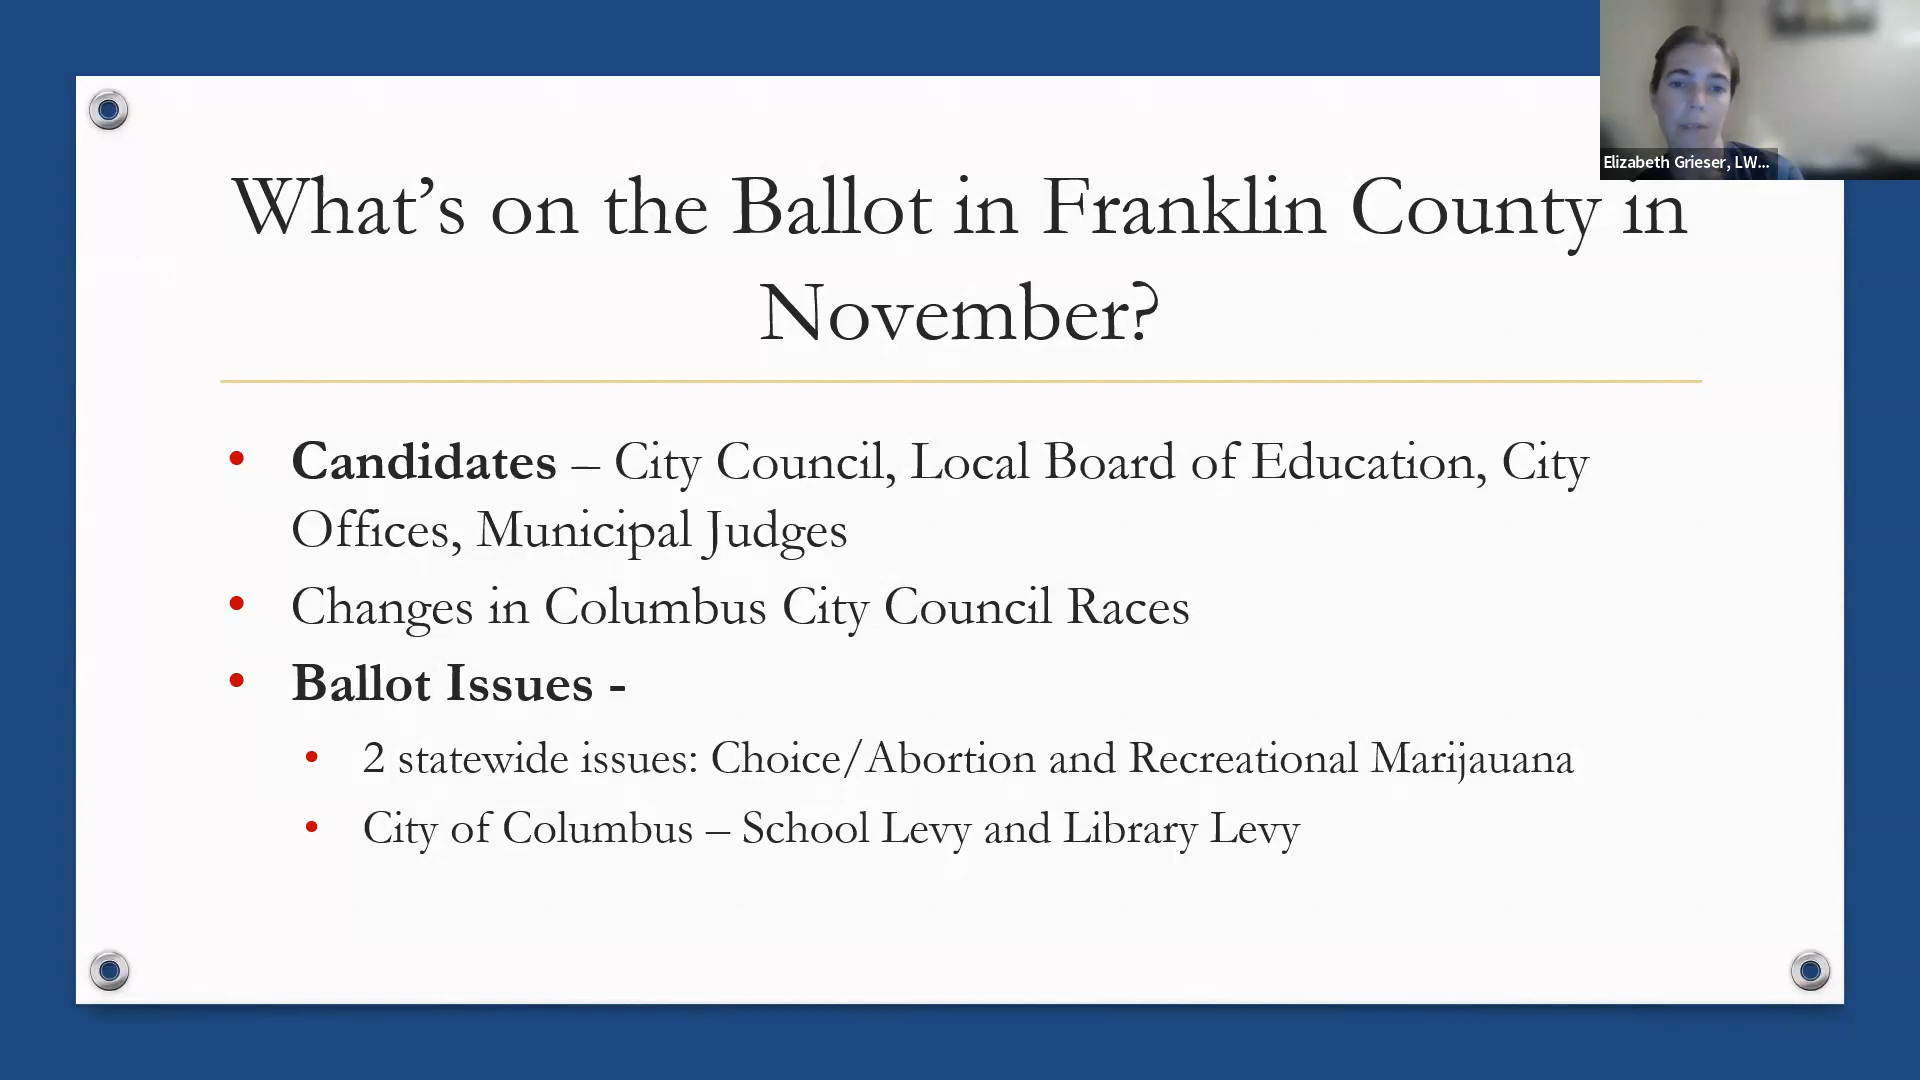 Elizabeth Grieser, LW...
What’s on the Ballot in Franklin County in
November?
• Candidates – City Council, Local Board of Education, City
Offices, Municipal Judges
• Changes in Columbus City Council Races
• Ballot Issues -
• 2 statewide issues: Choice/Abortion and Recreational Marijauana
• City of Columbus – School Levy and Library Levy